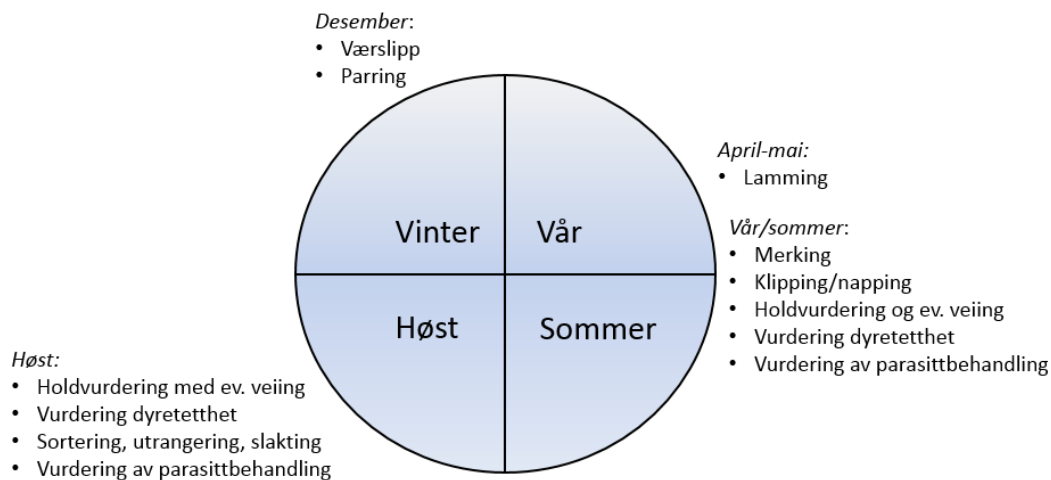 Desember:
• Værslipp
• Parring
April-mai:
• Lamming
Vinter
Vår
Vår/sommer:
• Merking
• Klipping/napping
• Holdvurdering og ev. veiing
• Vurdering dyretetthet
• Vurdering av parasittbehandling
Høst
Sommer
Høst:
• Holdvurdering med ev. veiing
• Vurdering dyretetthet
• Sortering, utrangering, slakting
• Vurdering av parasittbehandling